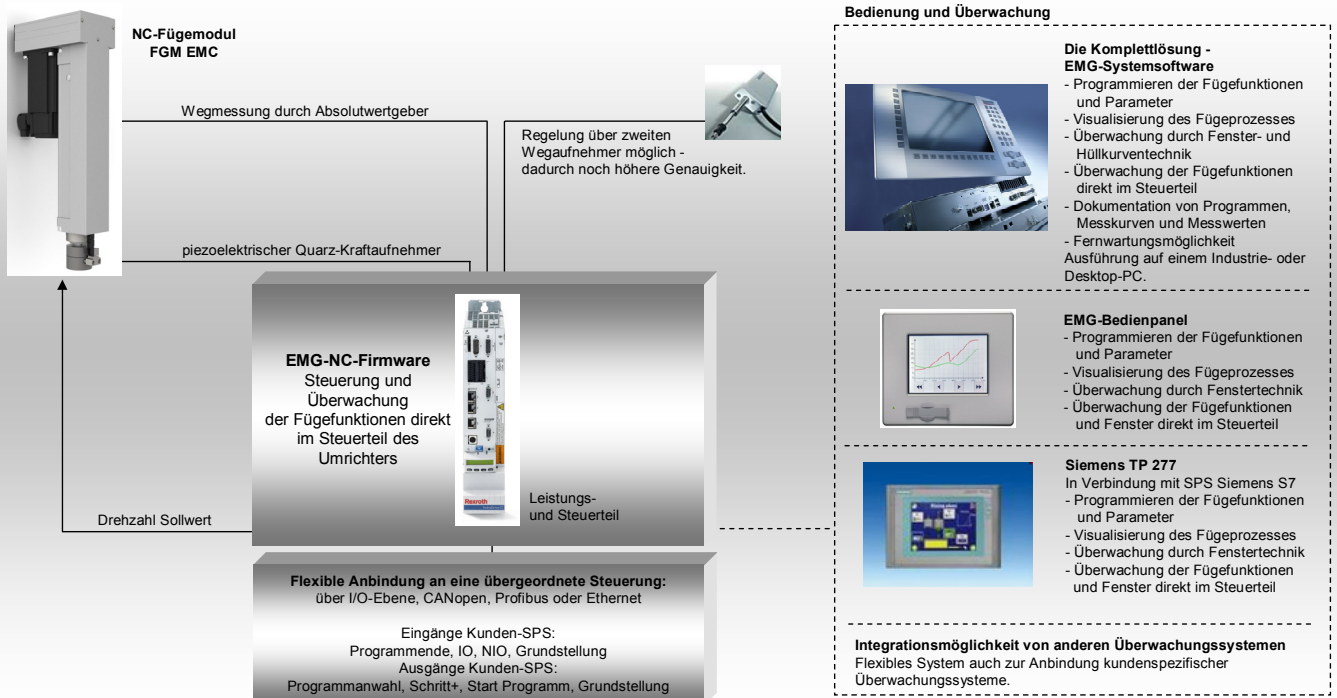 NC-Fügemodul
FGM EMC
Wegmessung durch Absolutwertgeber
Regelung über zweiten
Wegaufnehmer möglich -
dadurch noch höhere Genauigkeit.
piezoelektrischer Quarz-Kraftaufnehmer
EMG-NC-Firmware
Steuerung und
Überwachung
der Fügefunktionen direkt
im Steuerteil des
Umrichters
Rexroth
Leistungs-
und Steuerteil
Drehzahl Sollwert
Flexible Anbindung an eine übergeordnete Steuerung:
über I/O-Ebene, CANopen, Profibus oder Ethernet
Eingänge Kunden-SPS:
Programmende, IO, NIO, Grundstellung
Ausgänge Kunden-SPS:
Programmanwahl, Schritt+, Start Programm, Grundstellung
Bedienung und Überwachung
Die Komplettlösung -
EMG-Systemsoftware
- Programmieren der Fügefunktionen
und Parameter
- Visualisierung des Fügeprozesses
- Überwachung durch Fenster- und
Hüllkurventechnik
- Überwachung der Fügefunktionen
direkt im Steuerteil
- Dokumentation von Programmen,
Messkurven und Messwerten
- Fernwartungsmöglichkeit
Ausführung auf einem Industrie- oder
Desktop-PC.
EMG-Bedienpanel
- Programmieren der Fügefunktionen
und Parameter
- Visualisierung des Fügeprozesses
- Überwachung durch Fenstertechnik
- Überwachung der Fügefunktionen
und Fenster direkt im Steuerteil
Siemens TP 277
In Verbindung mit SPS Siemens S7
- Programmieren der Fügefunktionen
und Parameter
- Visualisierung des Fügeprozesses
- Überwachung durch Fenstertechnik
- Überwachung der Fügefunktionen
und Fenster direkt im Steuerteil
Integrationsmöglichkeit von anderen Überwachungssystemen
Flexibles System auch zur Anbindung kundenspezifischer
Überwachungssysteme.